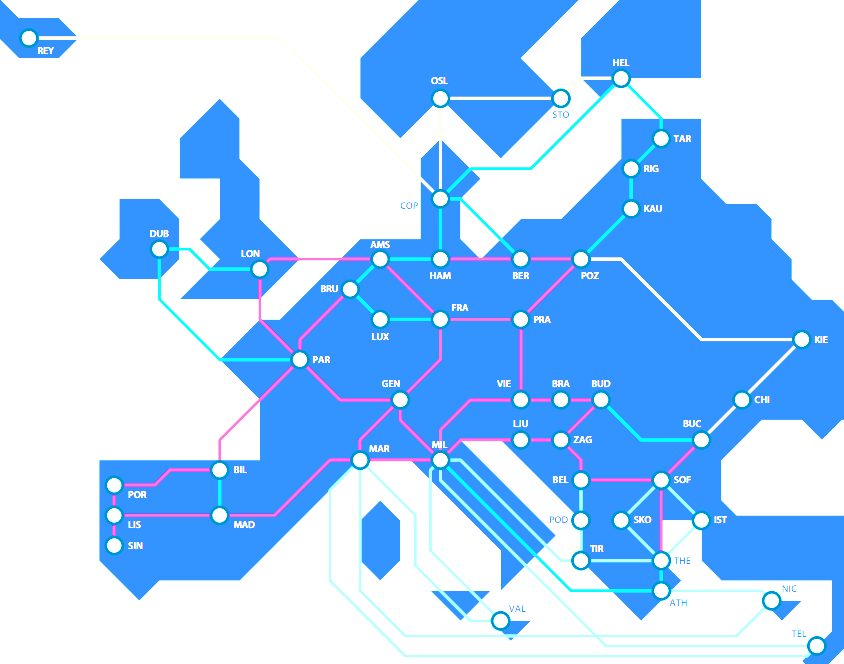 REY
HEL
OSL
STO
TAR
RIG
COP
KAU
DUB
LON
AMS
HAM
BER
POZ
BRU
FRA
PRA
LUX
KIE
PAR
GEN
VIE
BRA
BUD
CHI
LJU
BUC
MAR
MIL
ZAG
BIL
POR
BEL
SOF
LIS
MAD
POD
SKO
IST
SIN
TIR
THE
NIC
ATH
VAL
TEL